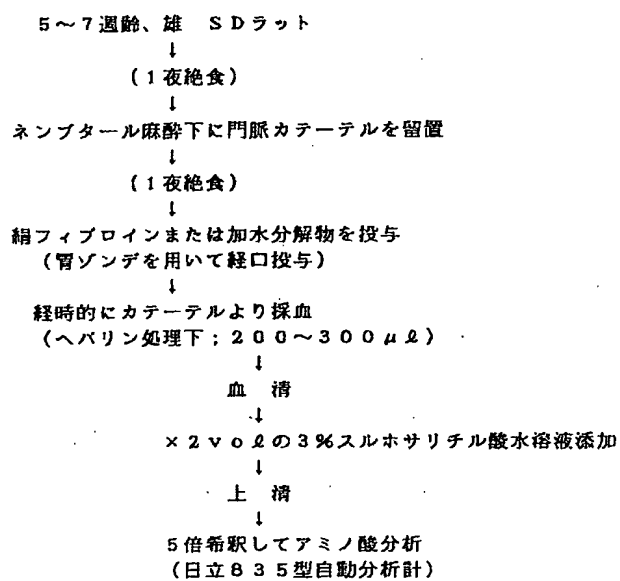 5～7週齢、雄　SDラット
↓
(1夜絶食)
↓
ネンブタール麻酔下に門脈カテーテルを留置
↓
(1夜絶食)
↓
絹フィブロインまたは加水分解物を投与
(胃ゾンデを用いて経口投与)
↓
経時的にカテーテルより採血
(ヘパリン処理下；200～300μl)
↓
血　清
↓
×2volの3%スルホサリチル酸水溶液添加
↓
上　清
↓
5倍希釈してアミノ酸分析
(日立835型自動分析計)